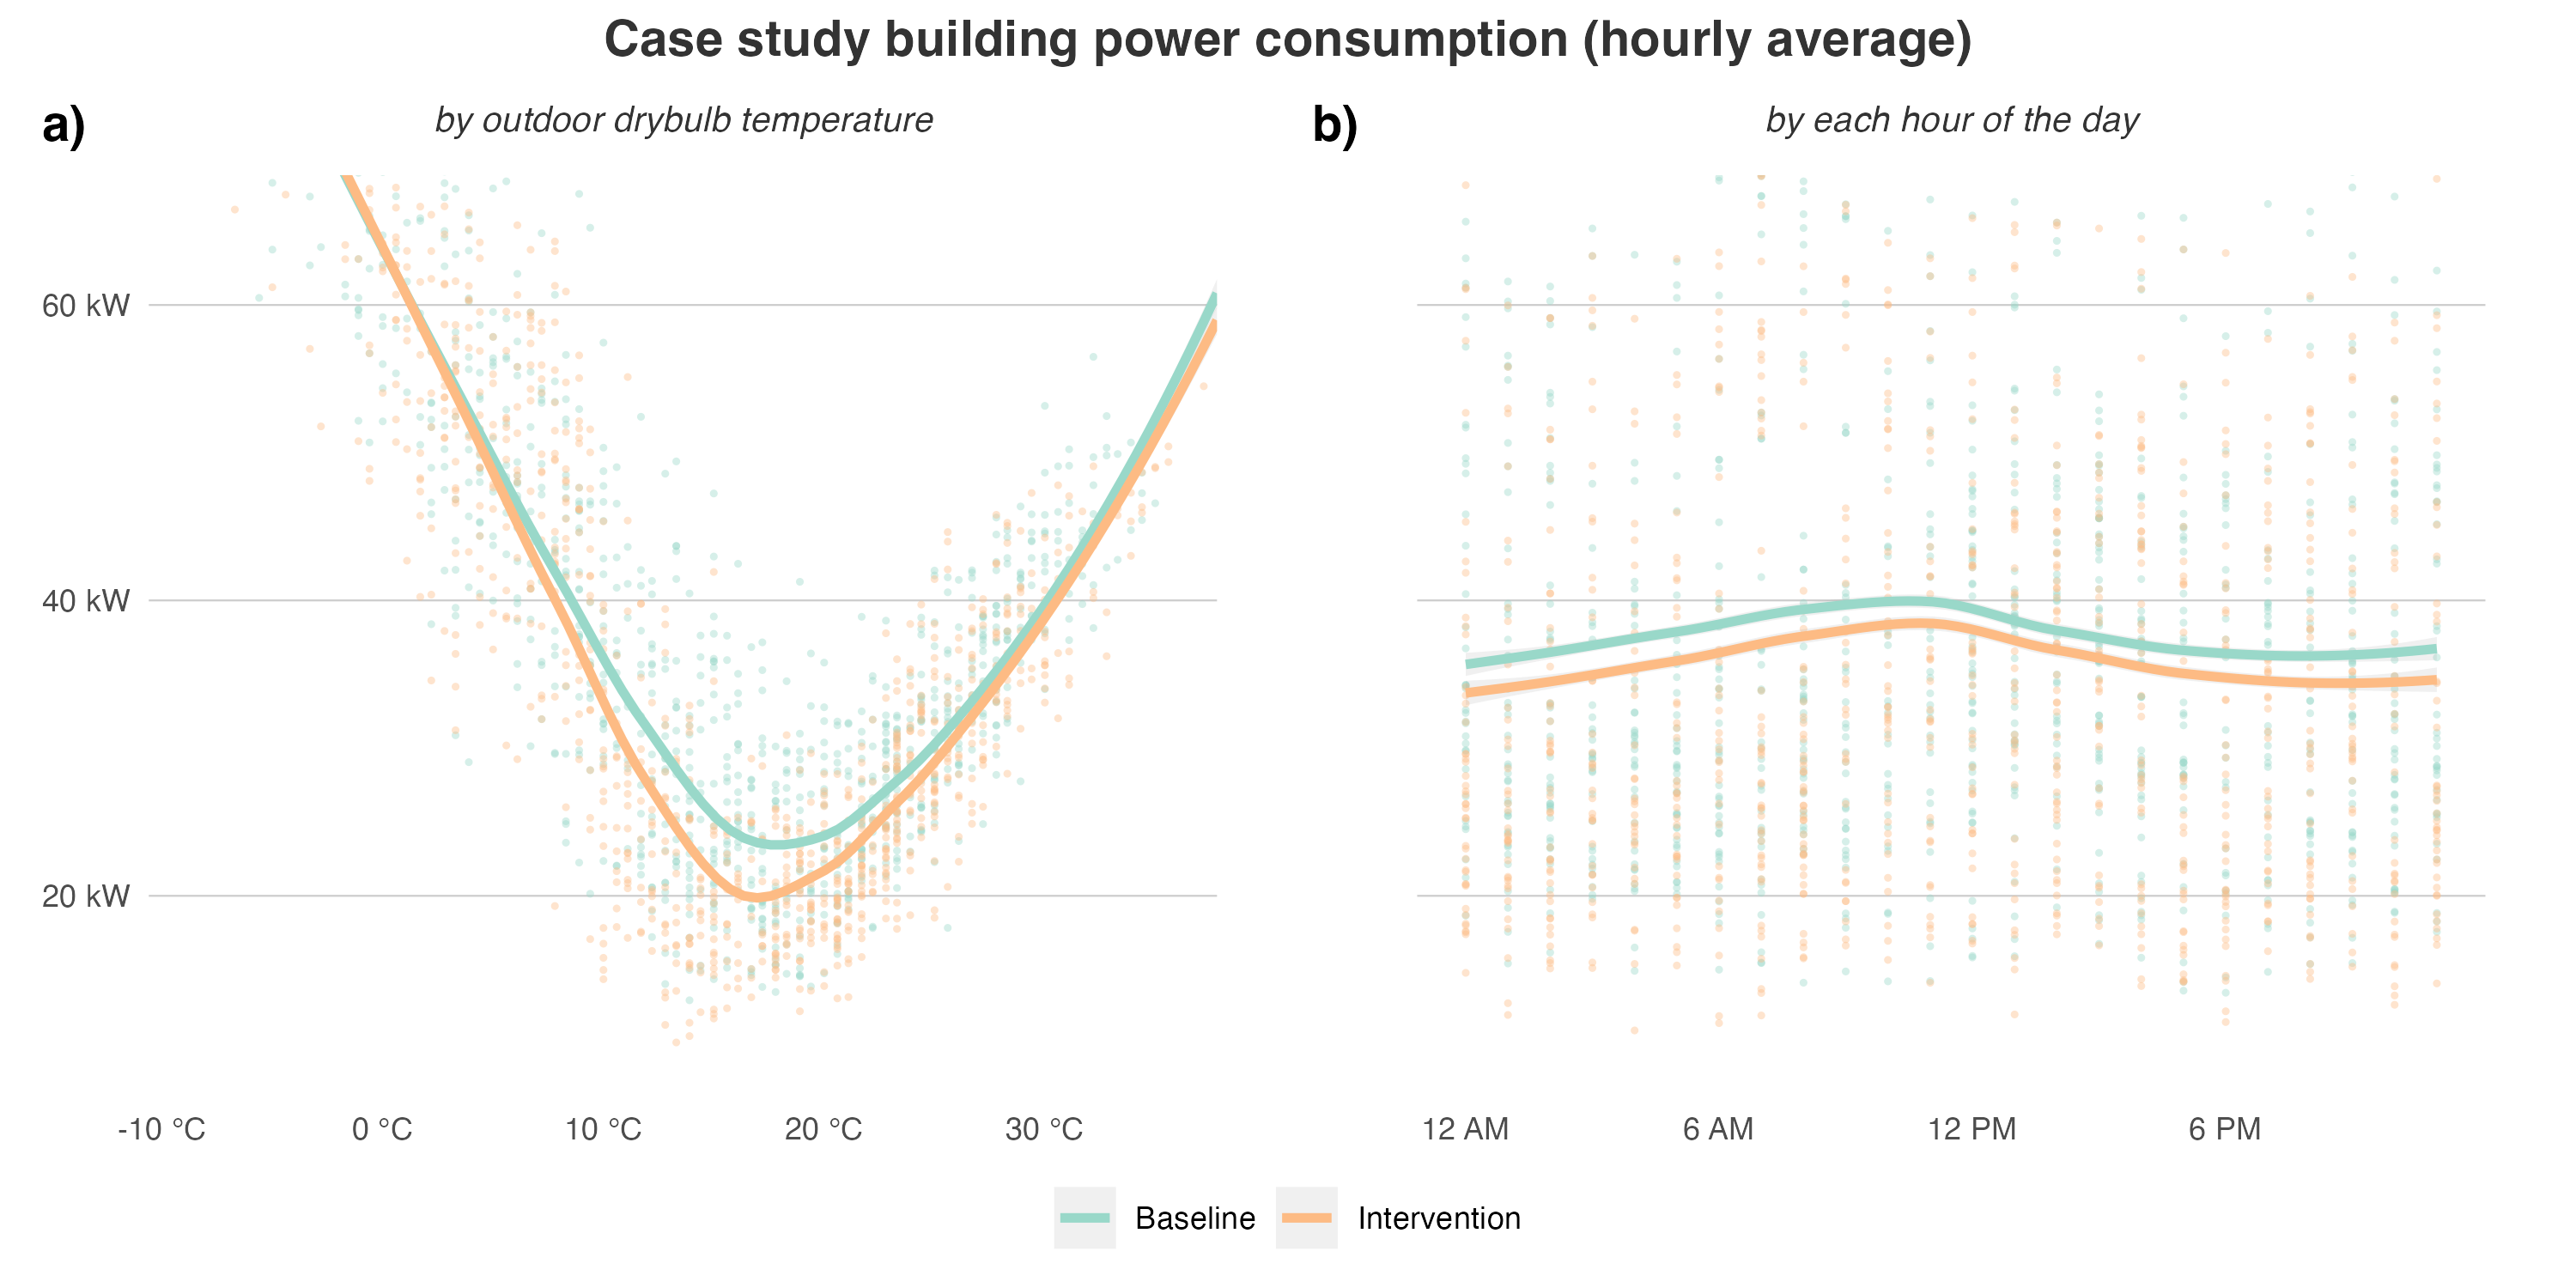 Case study building power consumption (hourly average)
a)
by outdoor drybulb temperature
60 kW
40 kW
20 kW
-10 °C 0 °C 10 °C 20 °C 30 °C
b)
by each hour of the day
12 AM 6 AM 12 PM 6 PM
Baseline Intervention